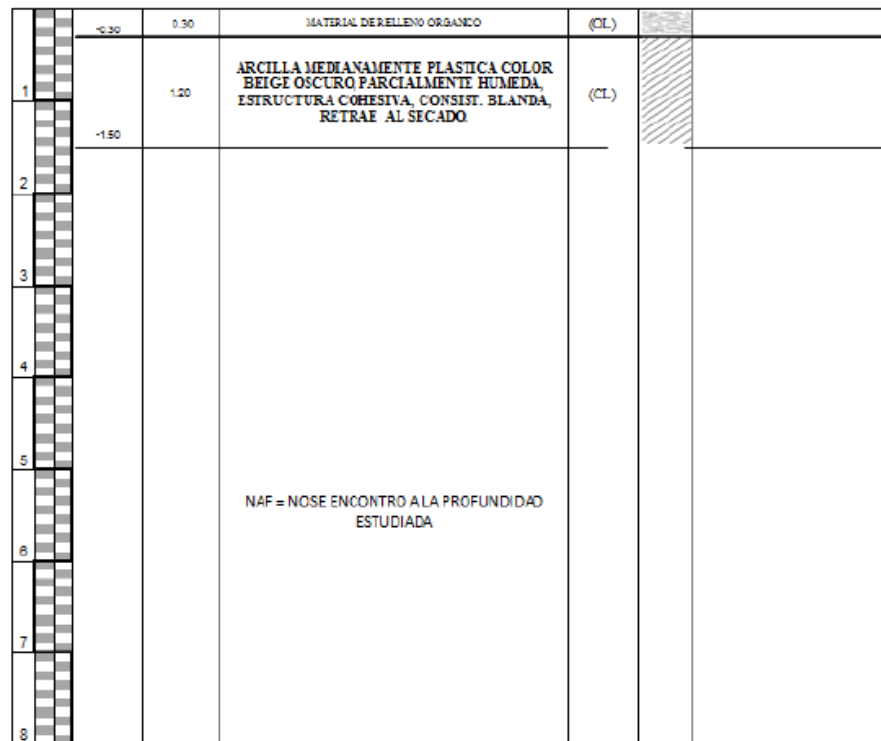 -0.30 0.30 MATERIAL DE RELLENO ORGANICO (OL)
ARCILLA MEDIANAMENTE PLASTICA COLOR
BEIGE OSCURO, PARCIALMENTE HUMEDA,
1 1.20 ESTRUCTURA COHESIVA, CONSIST. BLANDA, (CL)
RETRAE AL SECADO.
-1.50
2
3
4
5
NAF = NOSE ENCONTRO A LA PROFUNDIDAD
ESTUDIADA
6
7
8